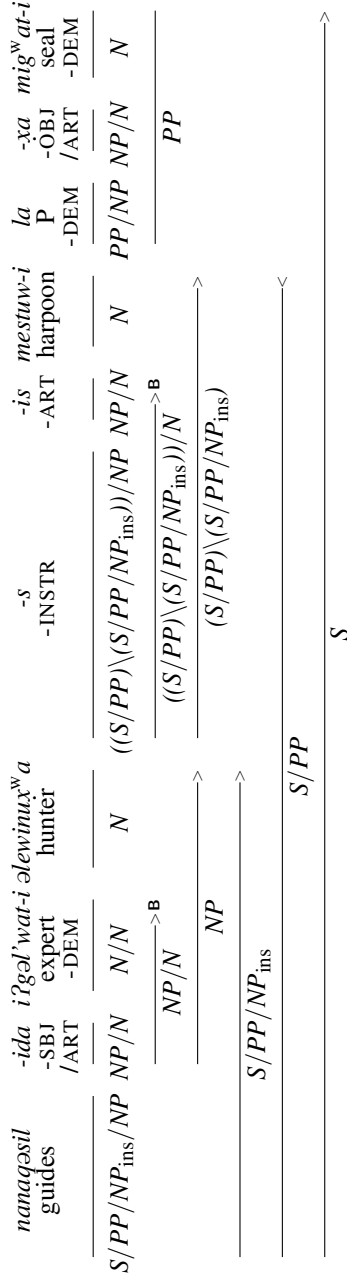 nanaqəsil -ida iʔgəl'wat-i əlewinuxʷa -s -is mestuw-i la -x̣a migʷat-i
guides -SBJ expert hunter -INSTR -ART harpoon P -OBJ seal
/ART -DEM -DEM /ART -DEM
S/PP/NPins/NP NP/N N/N N ((S/PP)\(S/PP/NPins))/NP NP/N N PP/NP NP/N N
>B >B
NP/N ((S/PP)\(S/PP/NPins))/N PP
> >
NP (S/PP)\(S/PP/NPins)
>
S/PP/NPins
<
S/PP
>
S